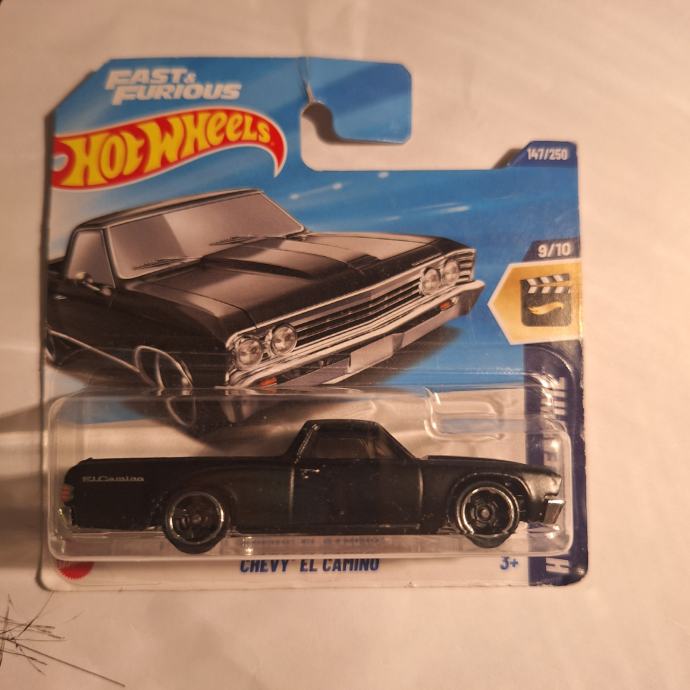 FAST &
FURIOUS
HOT WHEELS
147/250
9/10
El Camino
CHEVY EL CAMINO
3+